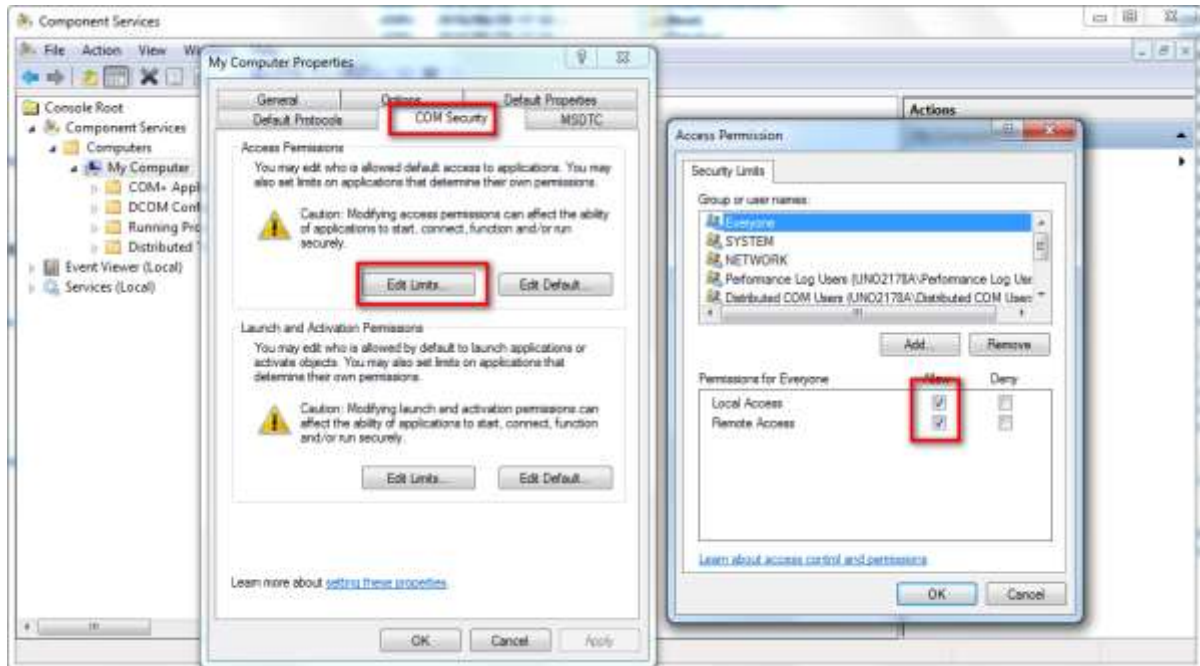 Component Services
File Action View
My Computer Properties
General
Options
Default Properties
Default Protocols
COM Security
MSDTC
Console Root
Component Services
Computers
My Computer
COM+ Appl
DCOM Conf
Running Pro
Distributed T
Event Viewer (Local)
Services (Local)
Access Permissions
You may edit who is allowed default access to applications. You may
also set limits on applications that determine their own permissions.
Caution: Modifying access permissions can affect the ability
of applications to start, connect, function and/or run
securely.
Edit Limits...
Edit Default...
Launch and Activation Permissions
You may edit who is allowed by default to launch applications or
activate objects. You may also set limits on applications that
determine their own permissions.
Caution: Modifying launch and activation permissions can
affect the ability of applications to start, connect, function
and/or run securely.
Edit Limits...
Edit Default...
Learn more about setting these properties.
OK
Cancel
Apply
Actions
Access Permission
Security Limits
Group or user names:
Everyone
SYSTEM
NETWORK
Performance Log Users (UNO2178A\Performance Log Use
Distributed COM Users (UNO2178A\Distributed COM Users
Add...
Remove
Permissions for Everyone
Allow
Deny
Local Access
Remote Access
Learn about access control and permissions
OK
Cancel